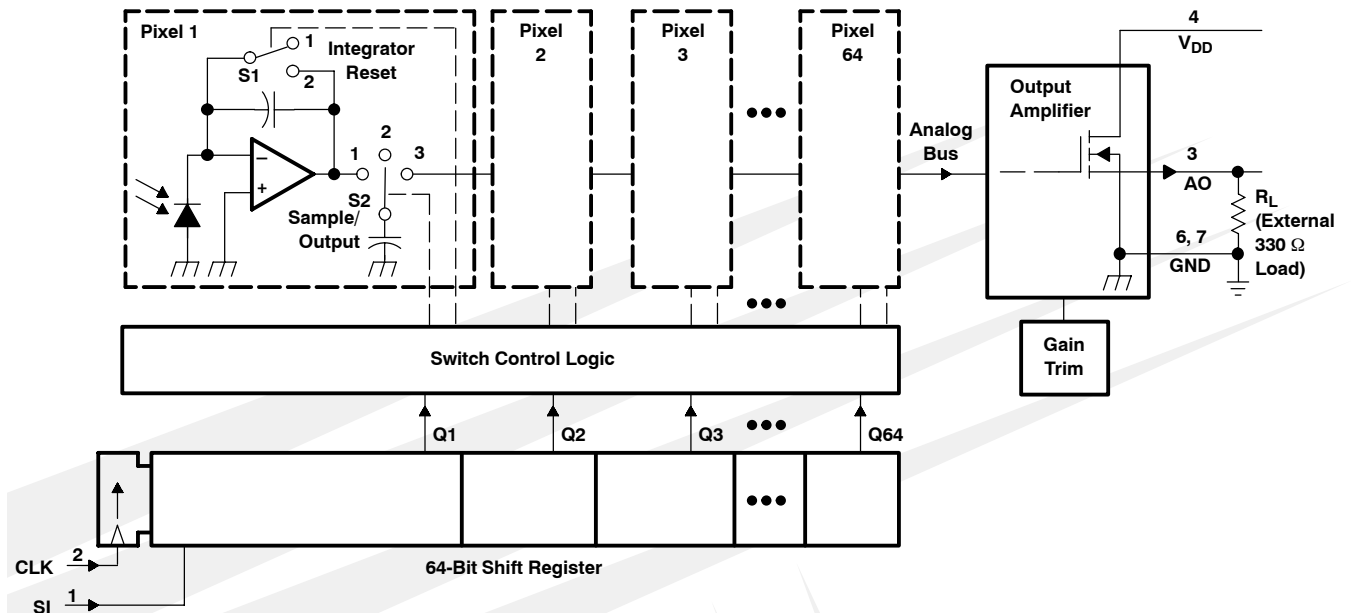 Pixel 1
1
Integrator
Reset
S1
2
2
1
3
S2
Sample/
Output
−
+
Pixel
2
Pixel
3
Pixel
64
Analog
Bus
Output
Amplifier
4
VDD
3
AO
RL
(External
330 Ω
Load)
6, 7
GND
Gain
Trim
Switch Control Logic
Q1
Q2
Q3
Q64
CLK
2
64-Bit Shift Register
SI
1